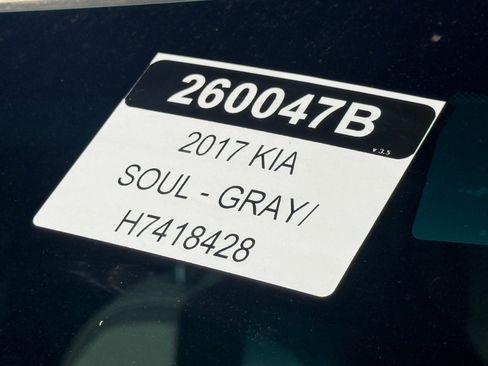 260047B
v.3.5
2017 KIA
SOUL - GRAY/
H7418428